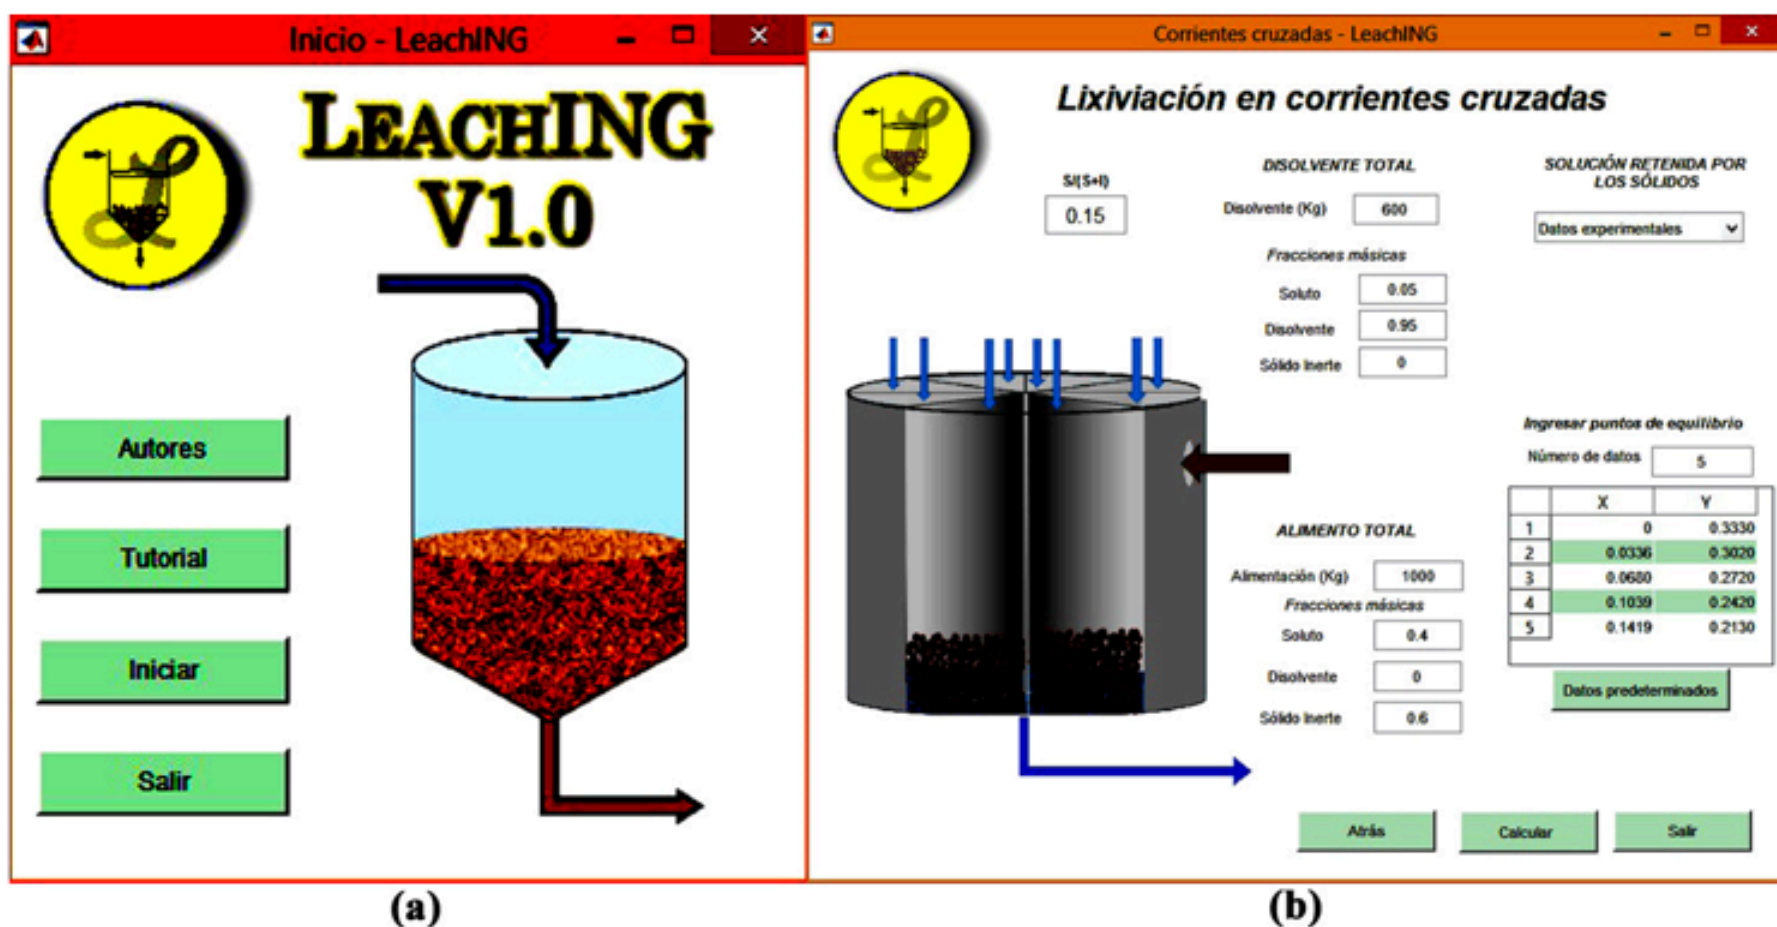 Inicio - LeachING
LEACHING
V1.0
Autores
Tutorial
Iniciar
Salir
(a)
Corrientes cruzadas - LeachING
Lixiviación en corrientes cruzadas
S/(S+I)
0.15
DISOLVENTE TOTAL
Disolvente (Kg) 600
Fracciones másicas
Soluto 0.05
Disolvente 0.95
Sólido Inerte 0
SOLUCIÓN RETENIDA POR
LOS SÓLIDOS
Datos experimentales
ALIMENTO TOTAL
Alimentación (Kg) 1000
Fracciones másicas
Soluto 0.4
Disolvente 0
Sólido Inerte 0.6
Ingresar puntos de equilibrio
Número de datos 5
X Y
1 0 0.3330
2 0.0336 0.3020
3 0.0680 0.2720
4 0.1039 0.2420
5 0.1419 0.2130
Datos predeterminados
Atrás Calcular Salir
(b)